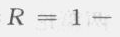 R = 1 −